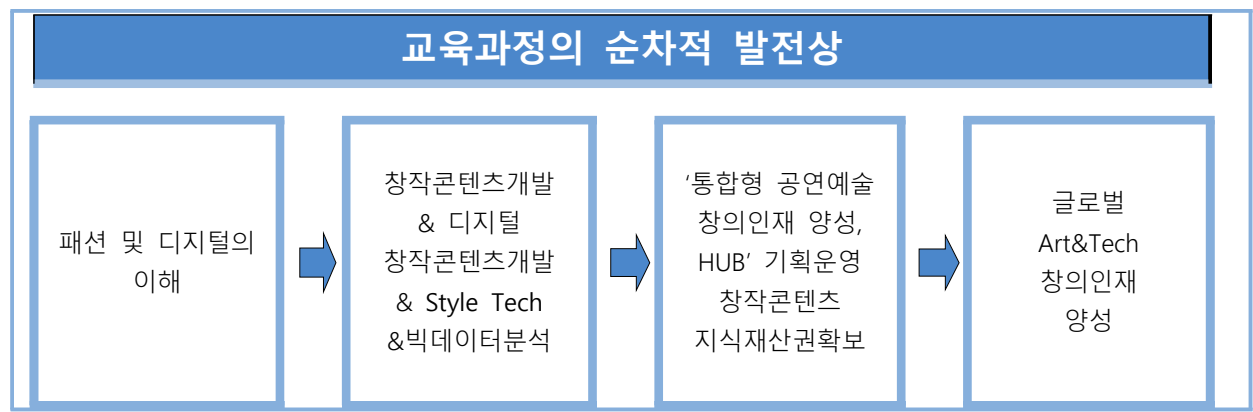 교육과정의 순차적 발전상
패션 및 디지털의
이해
창작콘텐츠개발
& 디지털
창작콘텐츠개발
& Style Tech
&빅데이터분석
‘통합형 공연예술
창의인재 양성,
HUB’ 기획운영
창작콘텐츠
지식재산권확보
글로벌
Art&Tech
창의인재
양성